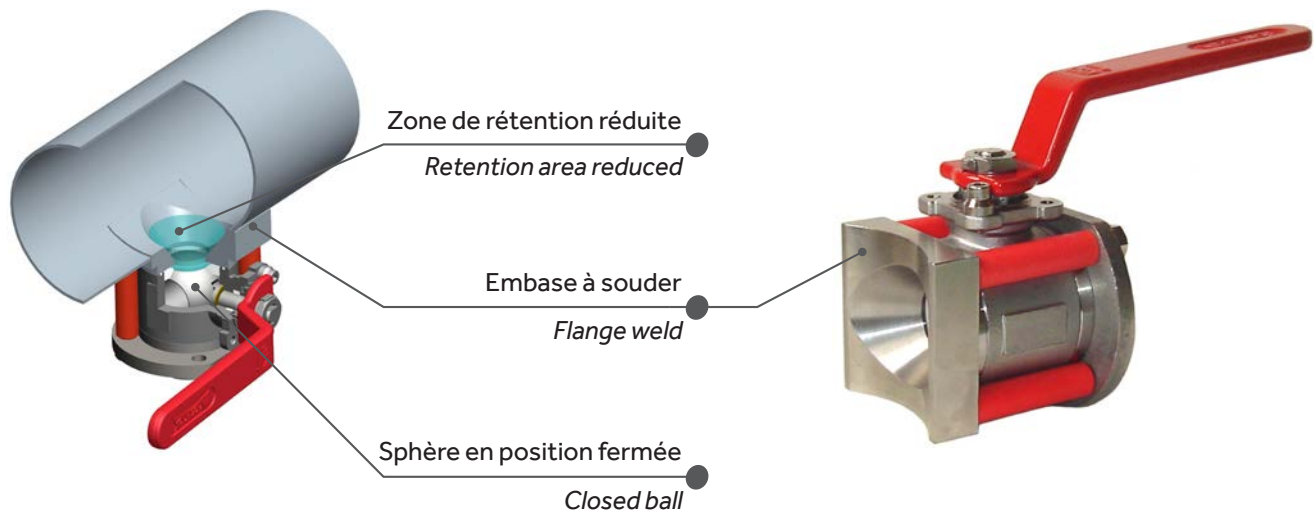 Zone de rétention réduite
Retention area reduced
Embase à souder
Flange weld
Sphère en position fermée
Closed ball